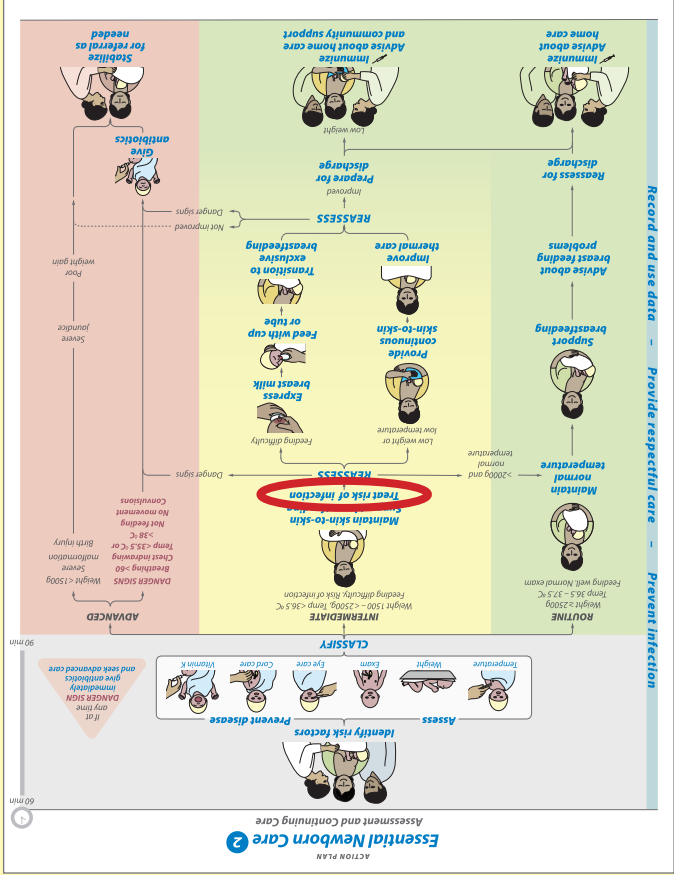 ACTION PLAN
Essential Newborn Care 2
Assessment and Continuing Care
60 min
Identify risk factors
Assess
Prevent disease
Temperature
Weight
Exam
Eye care
Cord care
Vitamin K
If at
any time
DANGER SIGN
immediately
give antibiotics
and seek advanced care
90 min
CLASSIFY
ROUTINE
Weight ≥2500g
Temp 36.5 – 37.5 ºC
Feeding well. Normal exam
INTERMEDIATE
Weight 1500 – <2500g, Temp <36.5ºC
Feeding difficulty, Risk of infection
ADVANCED
DANGER SIGNS
Breathing >60
Chest indrawing
Temp <35.5 ºC or
>38 ºC
Not feeding
No movement
Convulsions
Weight <1500g
Severe
malformation
Birth injury
Maintain
normal
temperature
Maintain skin-to-skin
Treat risk of infection
REASSESS
>2000g and
normal
temperature
Danger signs
Low weight or
low temperature
Feeding difficulty
Support
breastfeeding
Provide
continuous
skin-to-skin
Express
breast milk
Feed with cup
or tube
Severe
jaundice
Advise about
breast feeding
problems
Improve
thermal care
Transition to
exclusive
breastfeeding
Poor
weight gain
REASSESS
Not improved
Danger signs
Improved
Reassess for
discharge
Prepare for
discharge
Low weight
Give
antibiotics
Immunize
Advise about
home care
Immunize
Advise about home care
and community support
Stabilize
for referral as
needed
Prevent infection – Provide respectful care – Record and use data